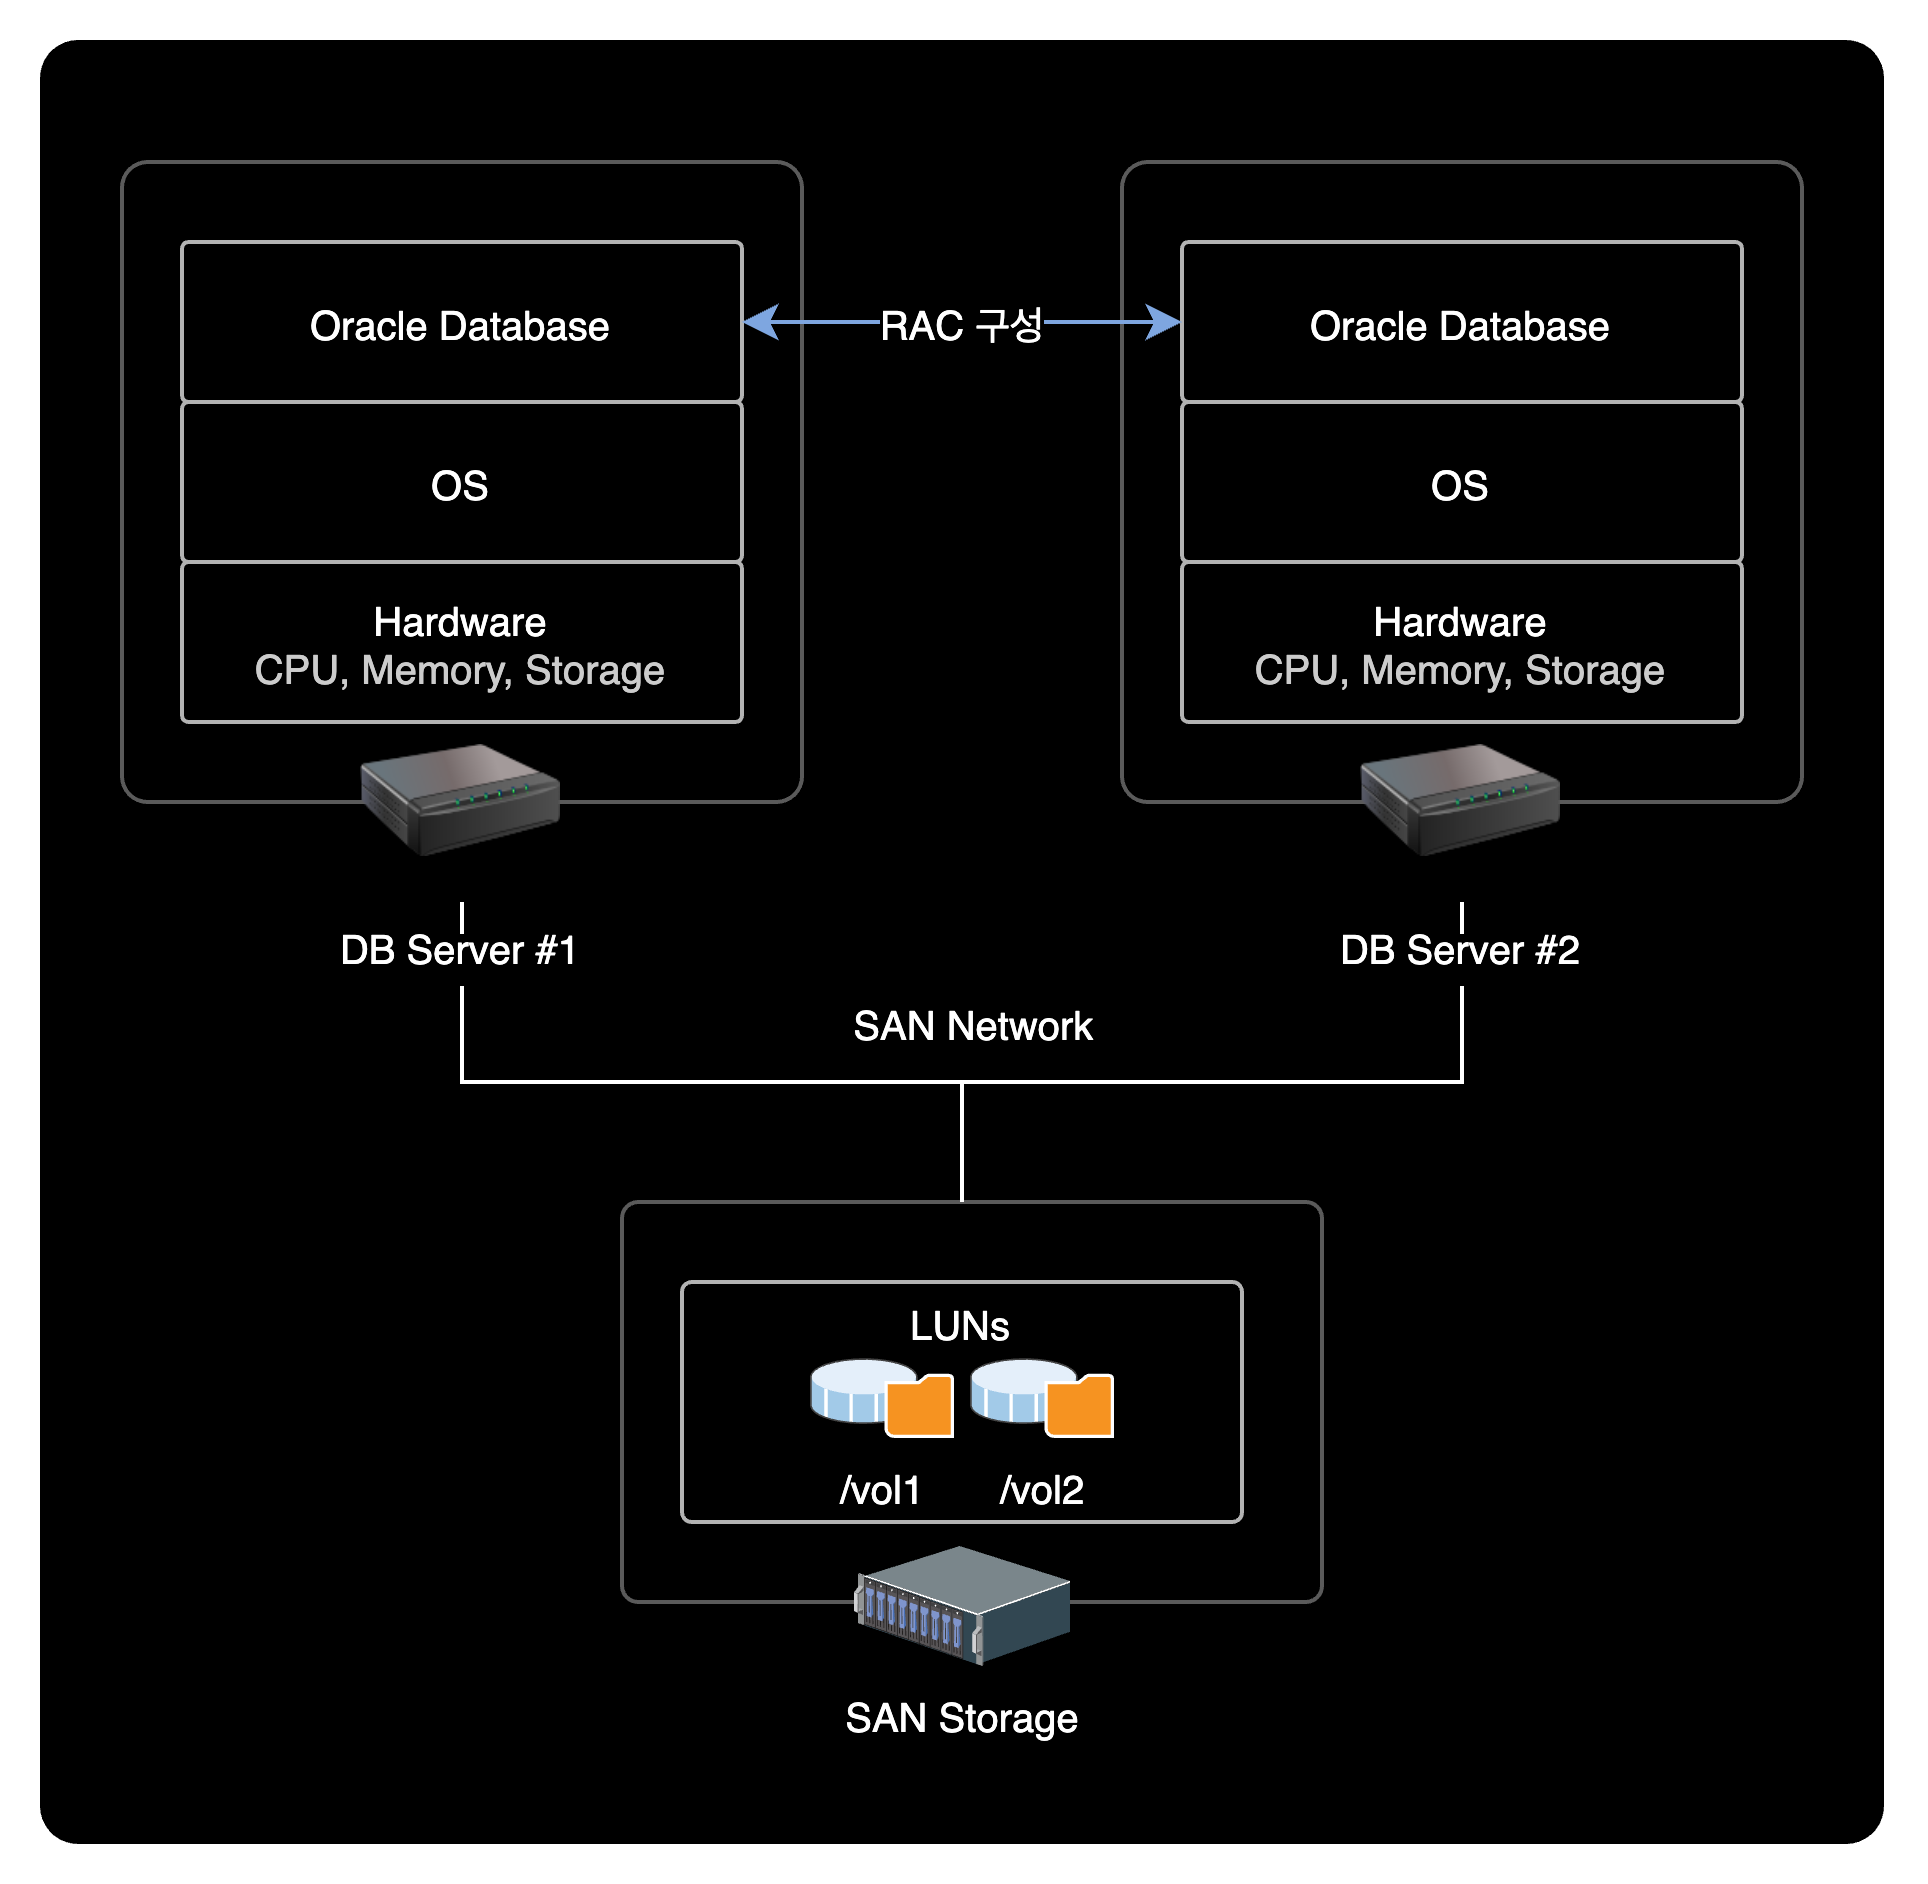 Oracle Database
RAC 구성
Oracle Database
OS
OS
Hardware
CPU, Memory, Storage
Hardware
CPU, Memory, Storage
DB Server #1
DB Server #2
SAN Network
LUNs
/vol1
/vol2
SAN Storage